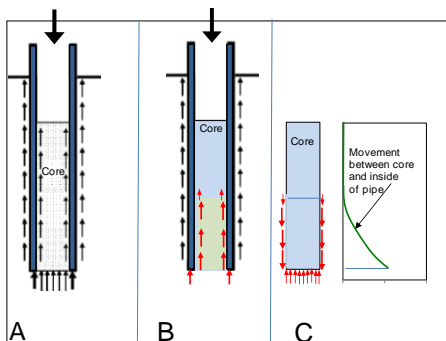 Core
Core
Core
Movement
between core
and inside
of pipe
A
B
C